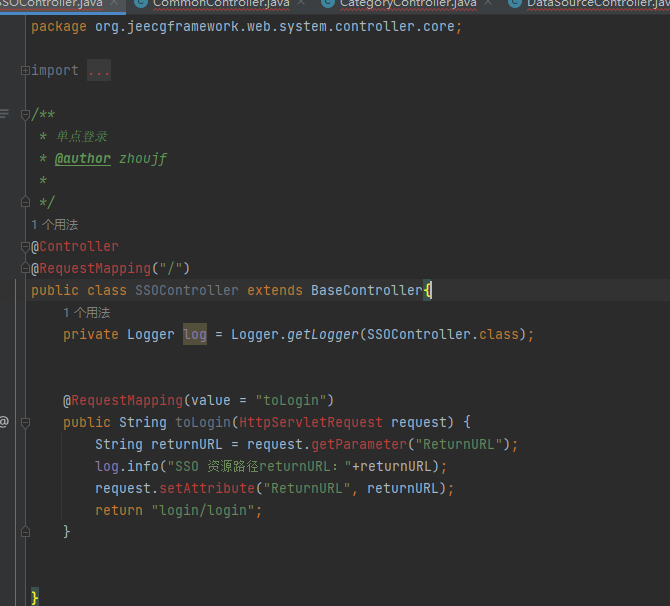 SSOController.java CommonController.java CategoryController.java DataSourceController.jav
package org.jeecgframework.web.system.controller.core;
import ...
/**
* 单点登录
* @author zhoujf
*
*/
1 个用法
@Controller
@RequestMapping("/")
public class SSOController extends BaseController{
1 个用法
private Logger log = Logger.getLogger(SSOController.class);
@RequestMapping(value = "toLogin")
public String toLogin(HttpServletRequest request) {
String returnURL = request.getParameter("ReturnURL");
log.info("SSO 资源路径returnURL："+returnURL);
request.setAttribute("ReturnURL", returnURL);
return "login/login";
}
}